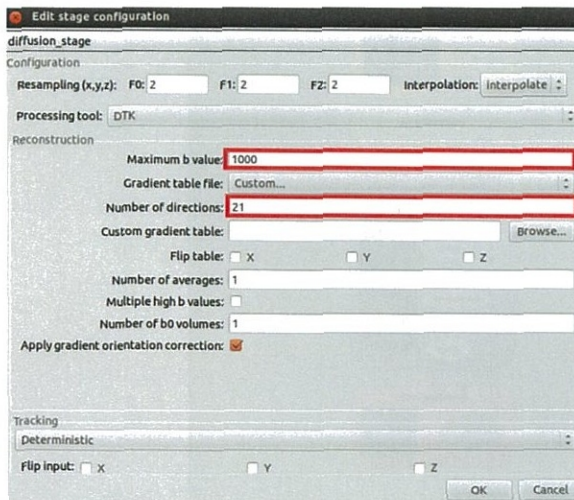 Edit stage configuration
diffusion_stage
Configuration
Resampling (x,y,z): F0: 2 F1: 2 F2: 2 Interpolation: interpolate
Processing tool: DTK
Reconstruction
Maximum b value: 1000
Gradient table file: Custom...
Number of directions: 21
Custom gradient table: Browse...
Flip table: X Y Z
Number of averages: 1
Multiple high b values:
Number of b0 volumes: 1
Apply gradient orientation correction:
Tracking
Deterministic
Flip input: X Y Z
OK Cancel